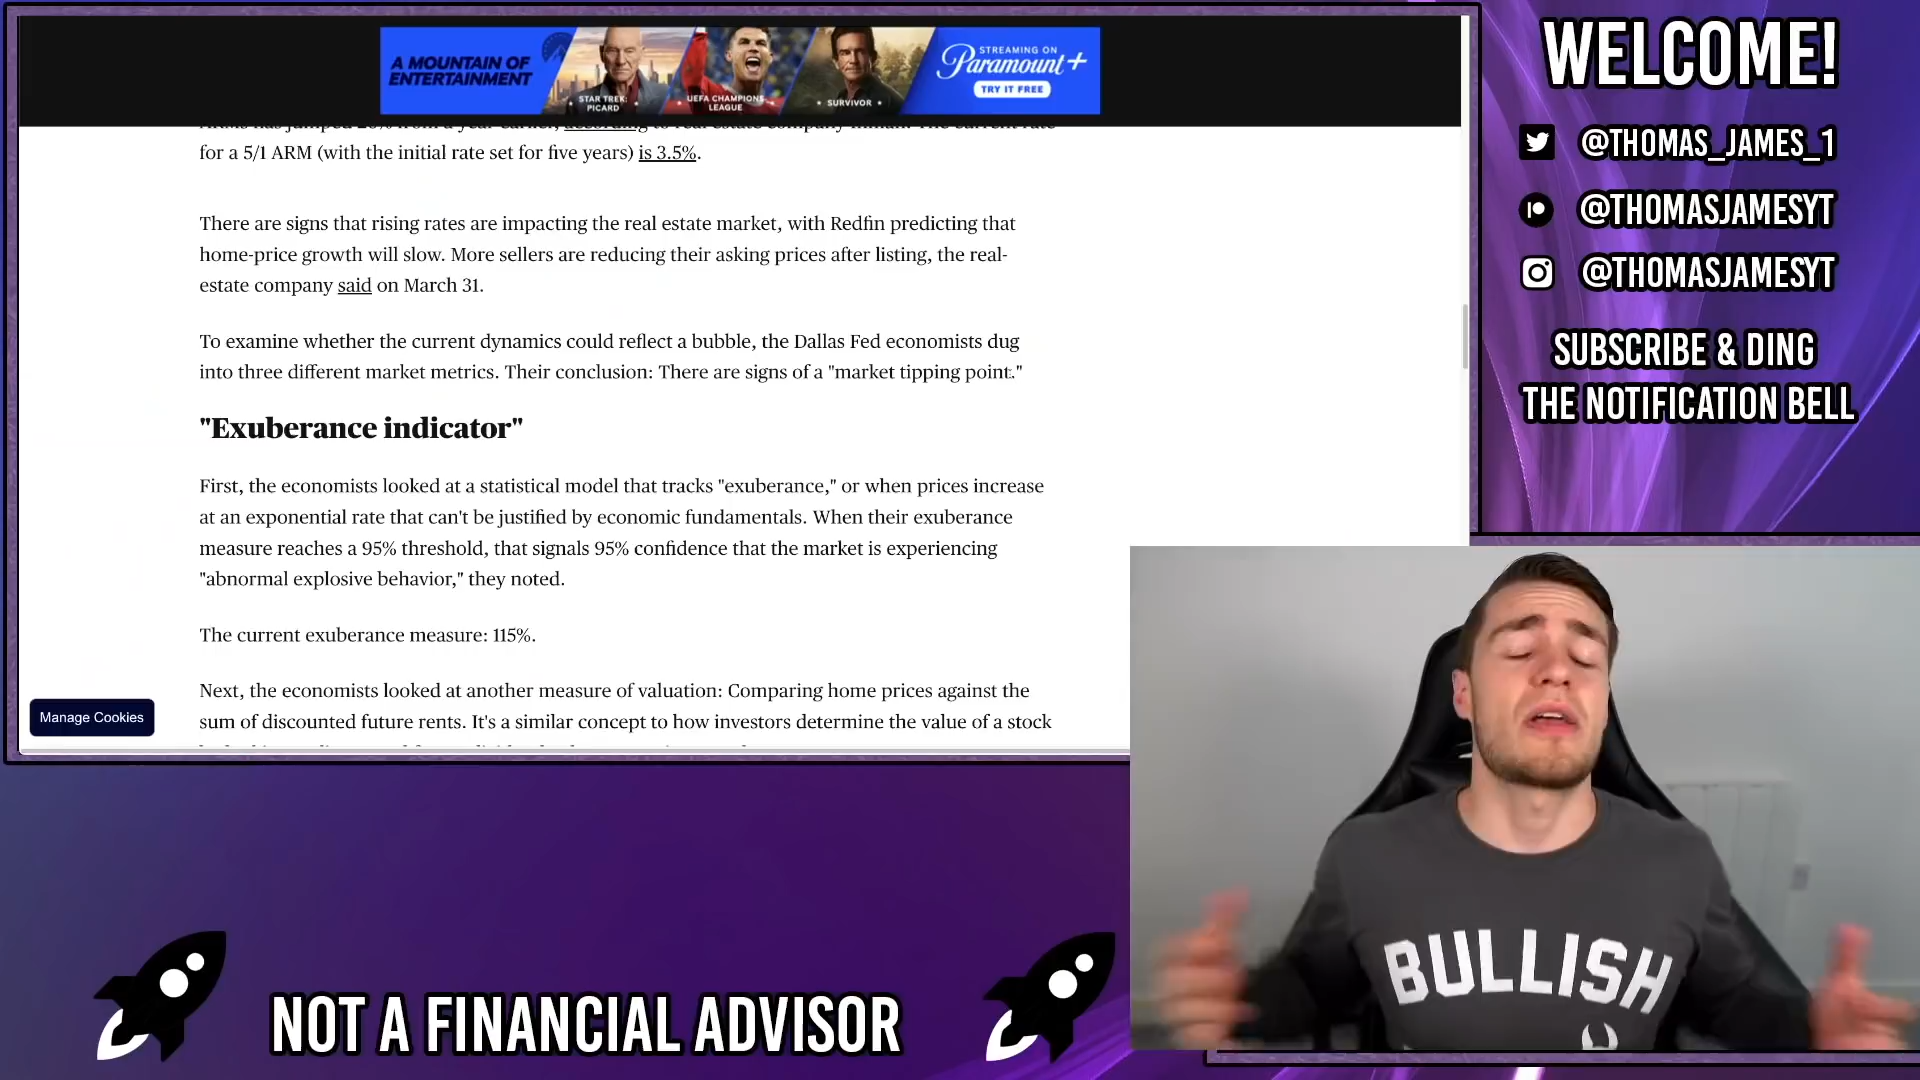 A MOUNTAIN OF
ENTERTAINMENT
STAR TREK:
PICARD
UEFA CHAMPIONS
LEAGUE
SURVIVOR
STREAMING ON
Paramount+
TRY IT FREE
for a 5/1 ARM (with the initial rate set for five years) is 3.5%.
There are signs that rising rates are impacting the real estate market, with Redfin predicting that
home-price growth will slow. More sellers are reducing their asking prices after listing, the real-
estate company said on March 31.
To examine whether the current dynamics could reflect a bubble, the Dallas Fed economists dug
into three different market metrics. Their conclusion: There are signs of a "market tipping point."
"Exuberance indicator"
First, the economists looked at a statistical model that tracks "exuberance," or when prices increase
at an exponential rate that can't be justified by economic fundamentals. When their exuberance
measure reaches a 95% threshold, that signals 95% confidence that the market is experiencing
"abnormal explosive behavior," they noted.
The current exuberance measure: 115%.
Next, the economists looked at another measure of valuation: Comparing home prices against the
sum of discounted future rents. It's a similar concept to how investors determine the value of a stock
Manage Cookies
WELCOME!
@THOMAS_JAMES_1
@THOMASJAMESYT
@THOMASJAMESYT
SUBSCRIBE & DING
THE NOTIFICATION BELL
BULLISH
NOT A FINANCIAL ADVISOR